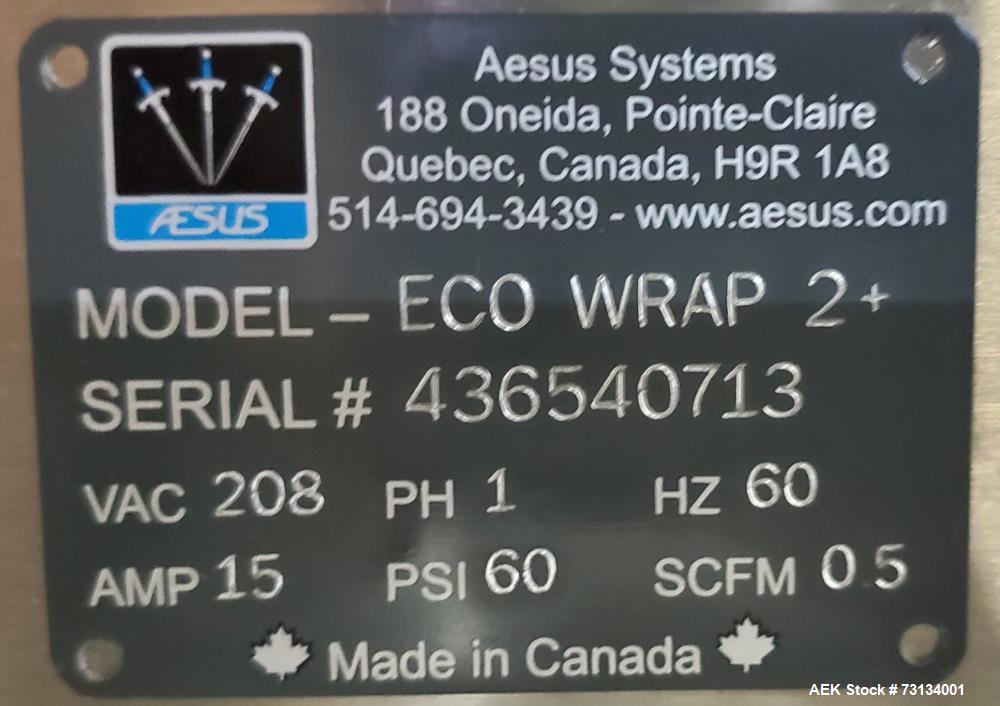 Aesus Systems
188 Oneida, Pointe-Claire
Quebec, Canada, H9R 1A8
ÆSUS
514-694-3439 - www.aesus.com
MODEL - ECO WRAP 2+
SERIAL # 436540713
VAC 208 PH 1 HZ 60
AMP 15 PSI 60 SCFM 0.5
Made in Canada
AEK Stock # 73134001